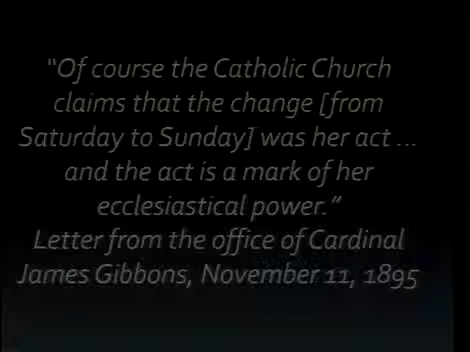 “Of course the Catholic Church
claims that the change [from
Saturday to Sunday] was her act ...
and the act is a mark of her
ecclesiastical power.”
Letter from the office of Cardinal
James Gibbons, November 11, 1895